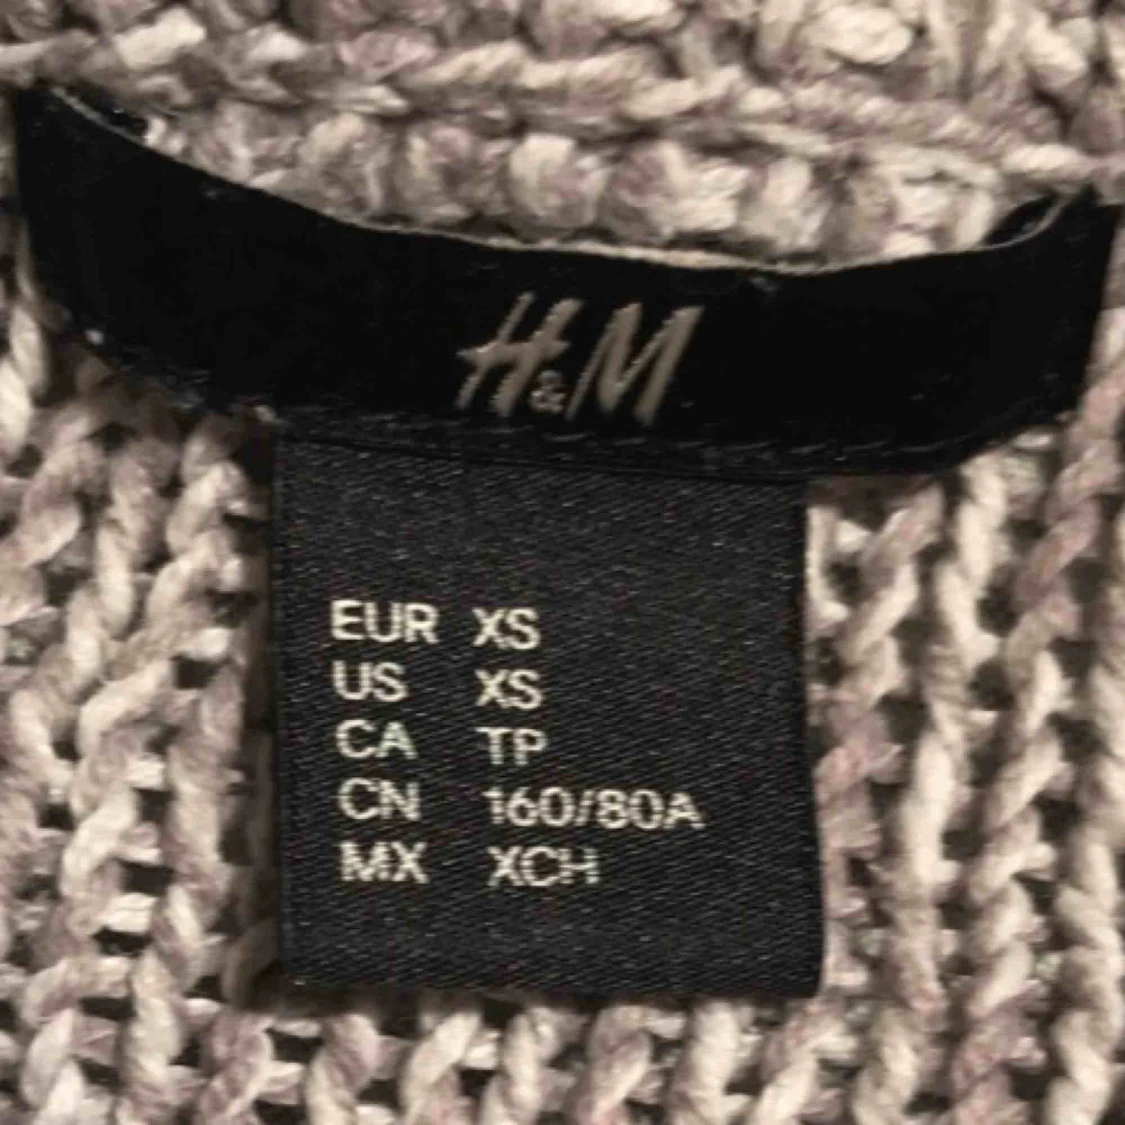 H&M
EUR XS
US XS
CA TP
CN 160/80A
MX XCH